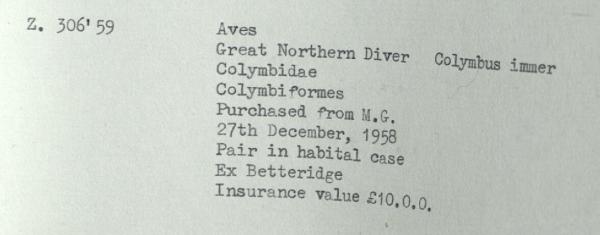 Z. 306'59 Aves
Great Northern Diver Colymbus immer
Colymbidae
Colymbiformes
Purchased from M.G.
27th December, 1958
Pair in habital case
Ex Betteridge
Insurance value £10.0.0.